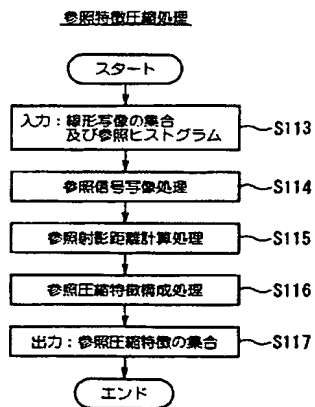 参照特徴圧縮処理
スタート
入力：線形写像の集合
及び参照ヒストグラム
S113
参照信号写像処理
S114
参照射影距離計算処理
S115
参照圧縮特徴構成処理
S116
出力：参照圧縮特徴の集合
S117
エンド